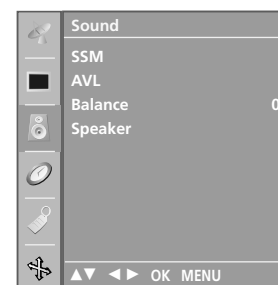 Sound
SSM
AVL
Balance 0
Speaker
▲▼ ◄► OK MENU